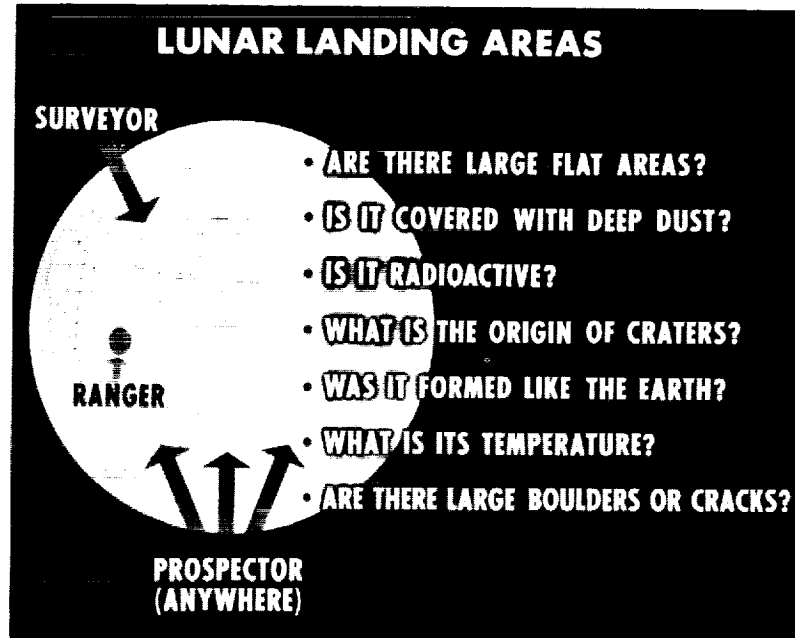 LUNAR LANDING AREAS
SURVEYOR
• ARE THERE LARGE FLAT AREAS?
• IS IT COVERED WITH DEEP DUST?
• IS IT RADIOACTIVE?
• WHAT IS THE ORIGIN OF CRATERS?
• WAS IT FORMED LIKE THE EARTH?
• WHAT IS ITS TEMPERATURE?
• ARE THERE LARGE BOULDERS OR CRACKS?
RANGER
PROSPECTOR
(ANYWHERE)